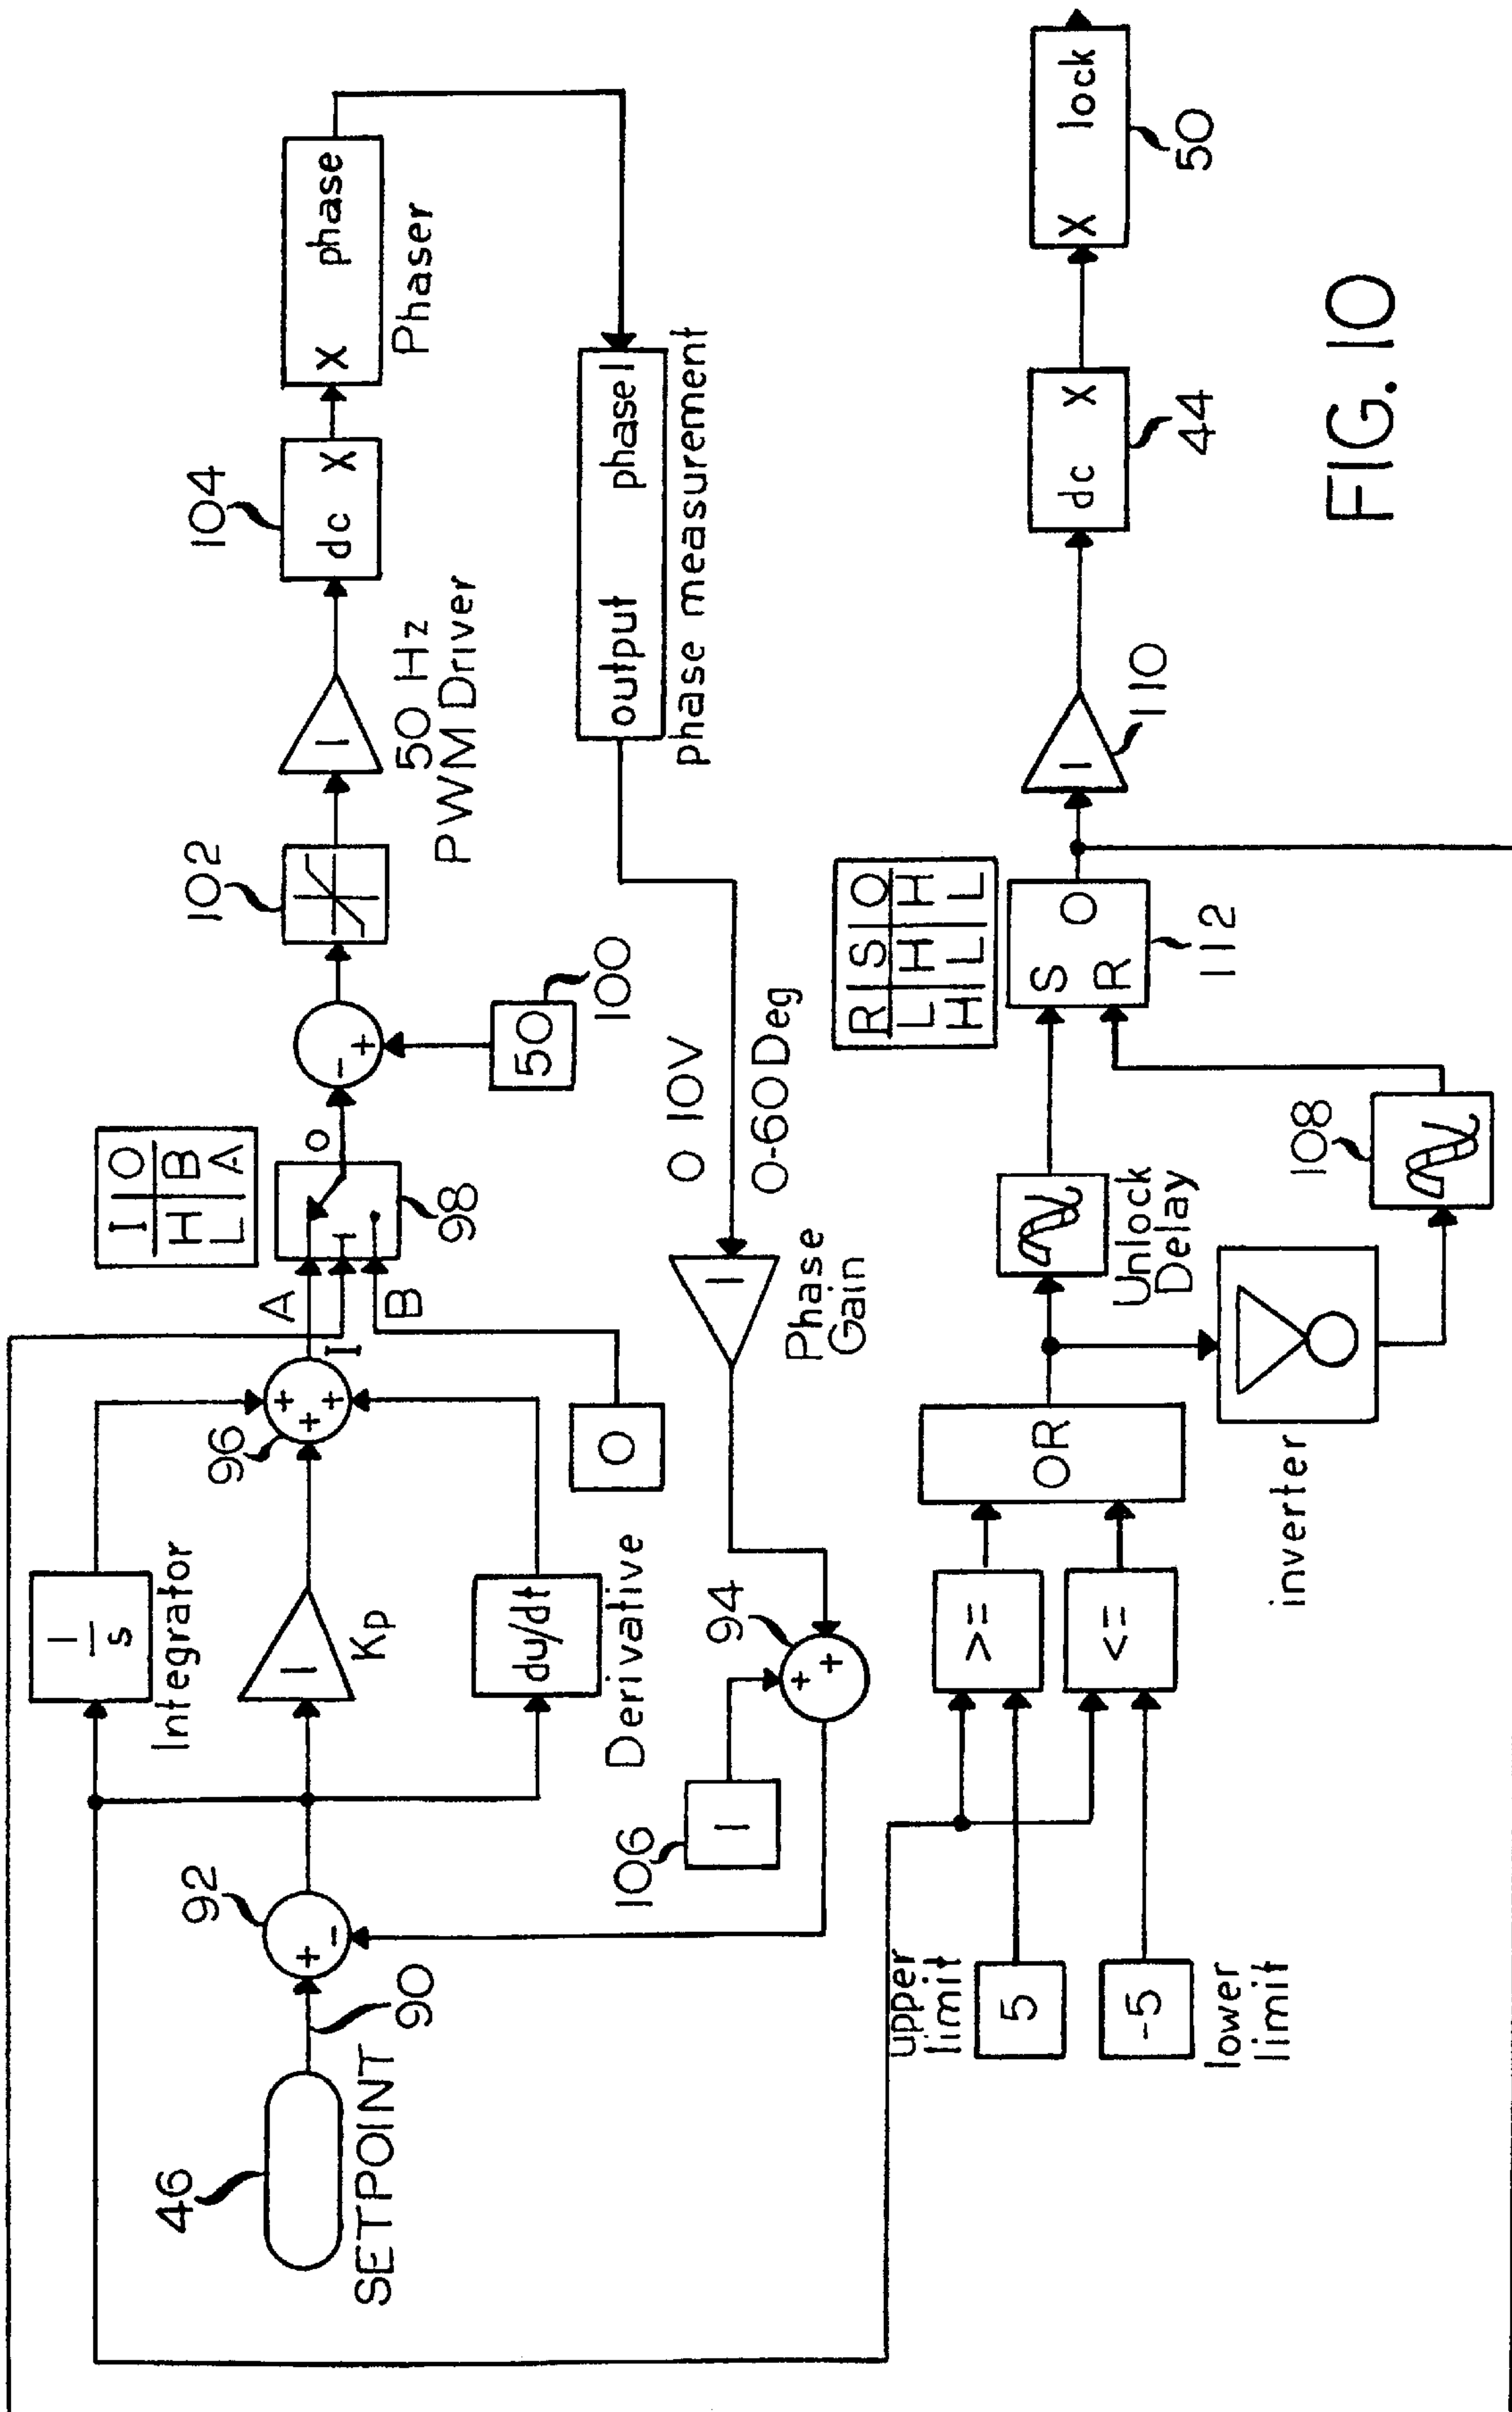 46
SETPOINT
90
92
+
-
1
s
Integrator
1
Kp
du/dt
Derivative
96
+
+
+
A
I
B
0
I O
H B
L A
I
O
98
-
+
50
100
102
1
50 Hz
PWM Driver
104
dc X
X phase
Phaser
output phase1
phase measurement
0 10V
0-60Deg
1
Phase
Gain
94
+
+
106
1
upper
limit
5
-5
lower
limit
>=
<=
OR
inverter
Unlock
Delay
108
R S O
L H H
H L L
S
R
O
112
1
110
dc X
44
X lock
50
FIG. 10